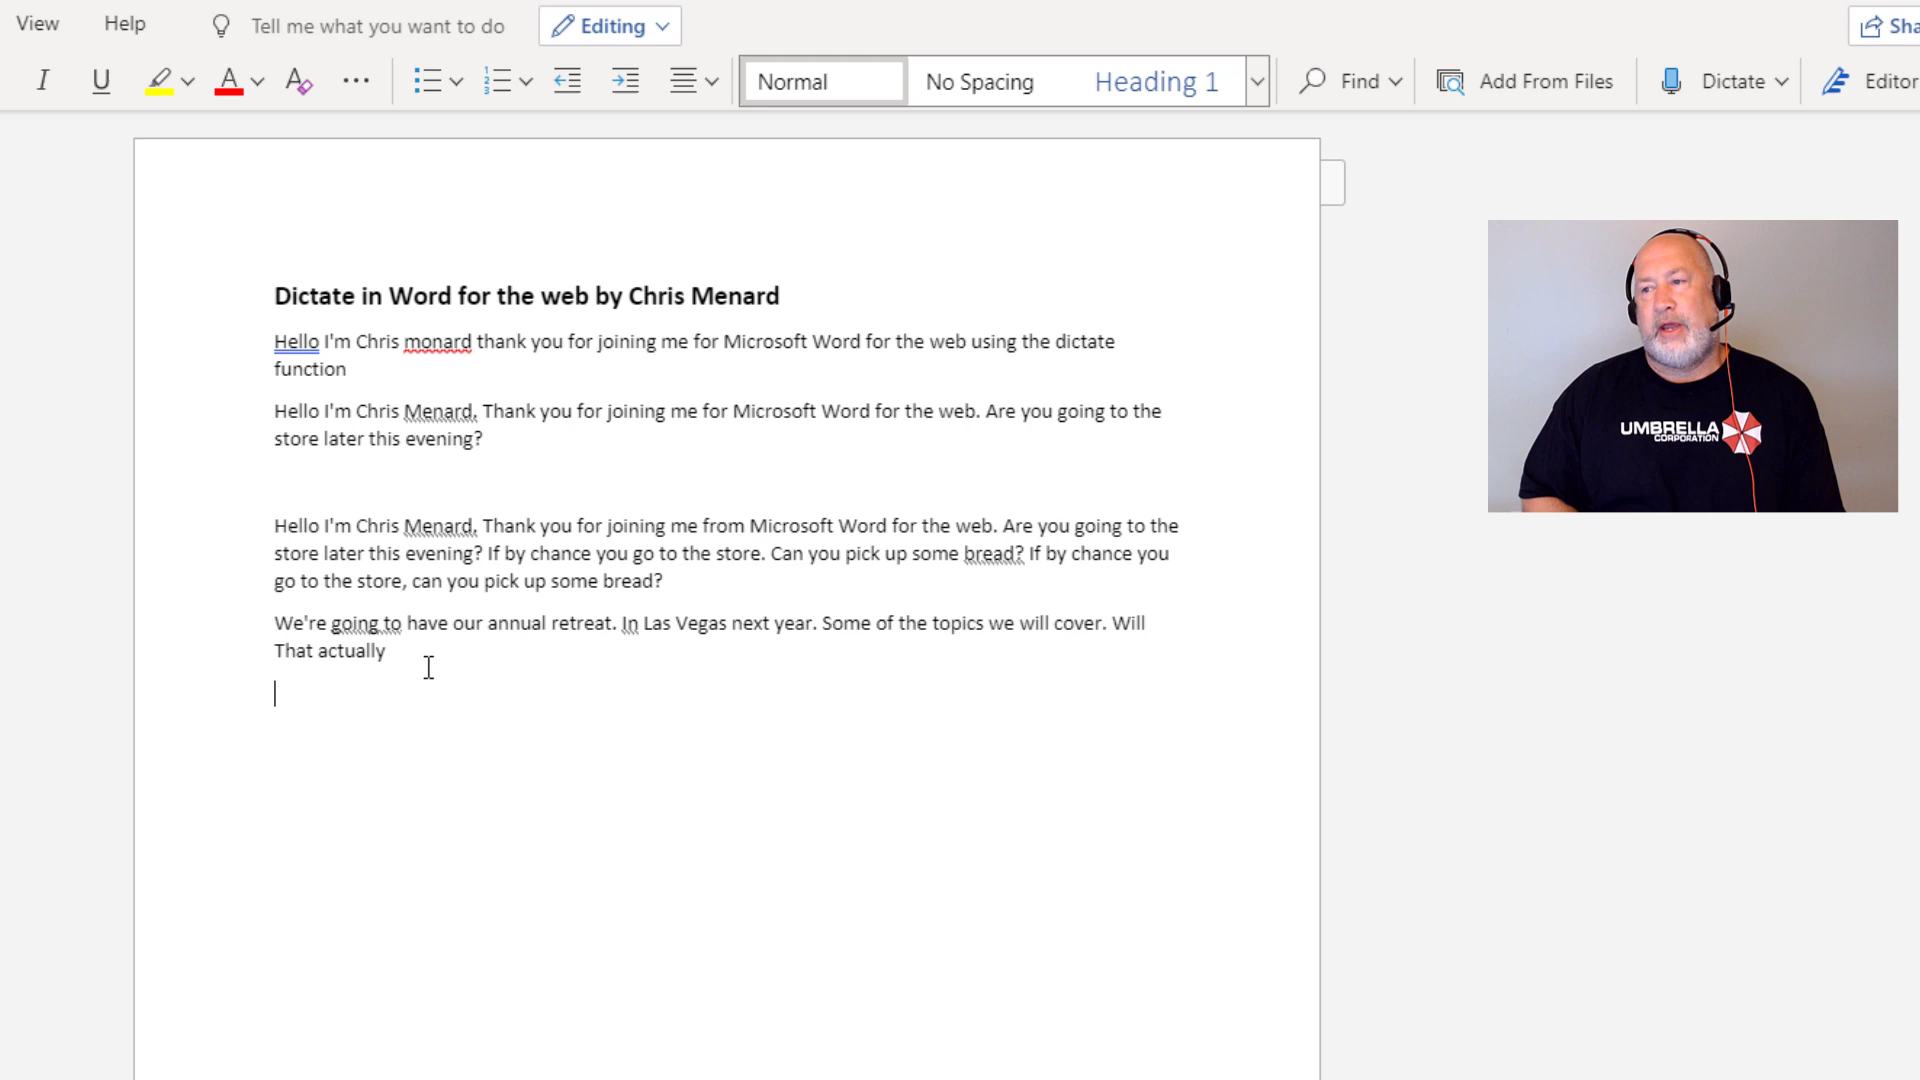 View Help Tell me what you want to do Editing Sha
I U A A Normal No Spacing Heading 1 Find Add From Files Dictate Editor
Dictate in Word for the web by Chris Menard
Hello I'm Chris monard thank you for joining me for Microsoft Word for the web using the dictate
function
Hello I'm Chris Menard, Thank you for joining me for Microsoft Word for the web. Are you going to the
store later this evening?
Hello I'm Chris Menard, Thank you for joining me from Microsoft Word for the web. Are you going to the
store later this evening? If by chance you go to the store. Can you pick up some bread? If by chance you
go to the store, can you pick up some bread?
We're going to have our annual retreat. In Las Vegas next year. Some of the topics we will cover. Will
That actually
UMBRELLA
CORPORATION